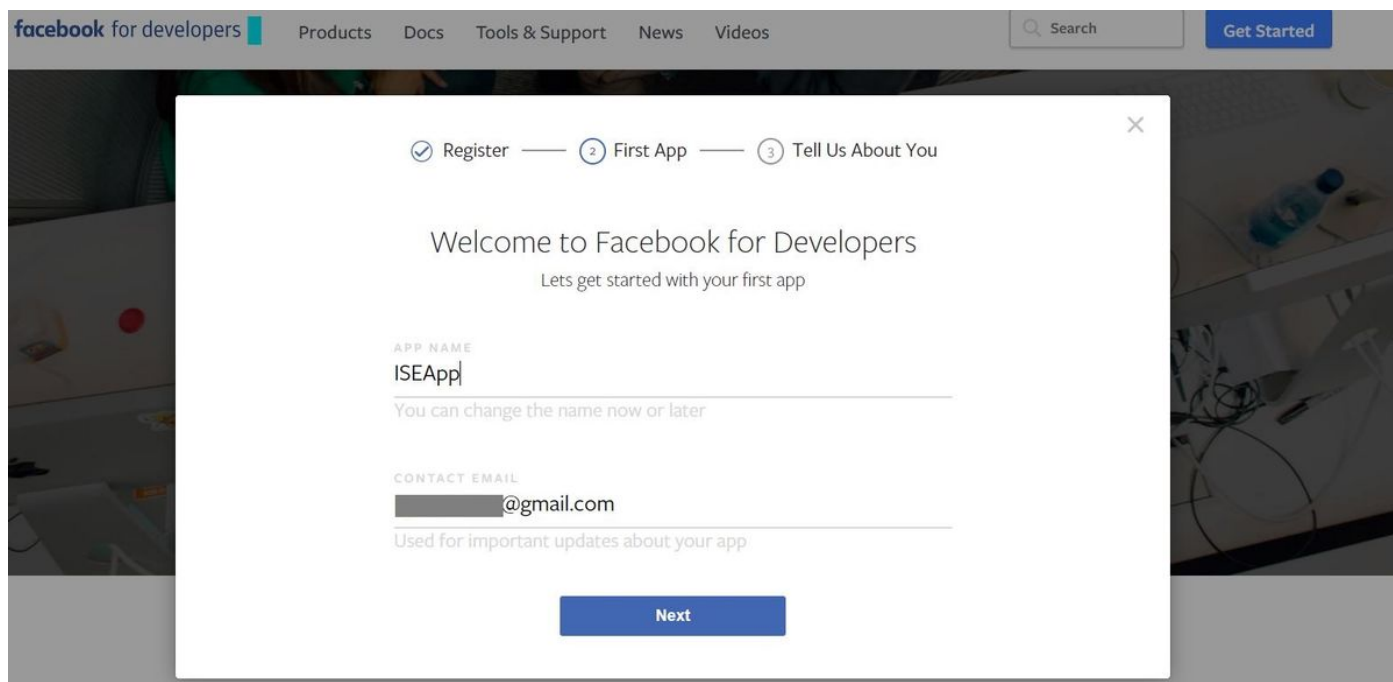 facebook for developers Products Docs Tools & Support News Videos Search Get Started
Register 2 First App 3 Tell Us About You
Welcome to Facebook for Developers
Lets get started with your first app
APP NAME
ISEApp
You can change the name now or later
CONTACT EMAIL
@gmail.com
Used for important updates about your app
Next